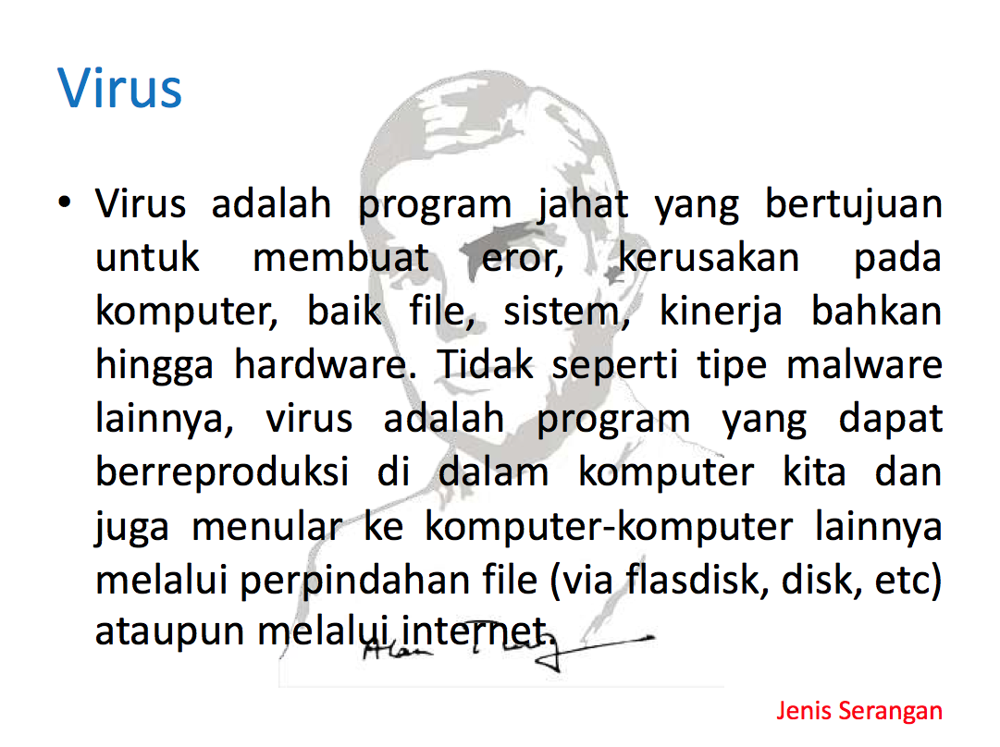 Virus
• Virus adalah program jahat yang bertujuan
untuk membuat eror, kerusakan pada
komputer, baik file, sistem, kinerja bahkan
hingga hardware. Tidak seperti tipe malware
lainnya, virus adalah program yang dapat
berreproduksi di dalam komputer kita dan
juga menular ke komputer-komputer lainnya
melalui perpindahan file (via flasdisk, disk, etc)
ataupun melalui internet.
Alan Turing
Jenis Serangan